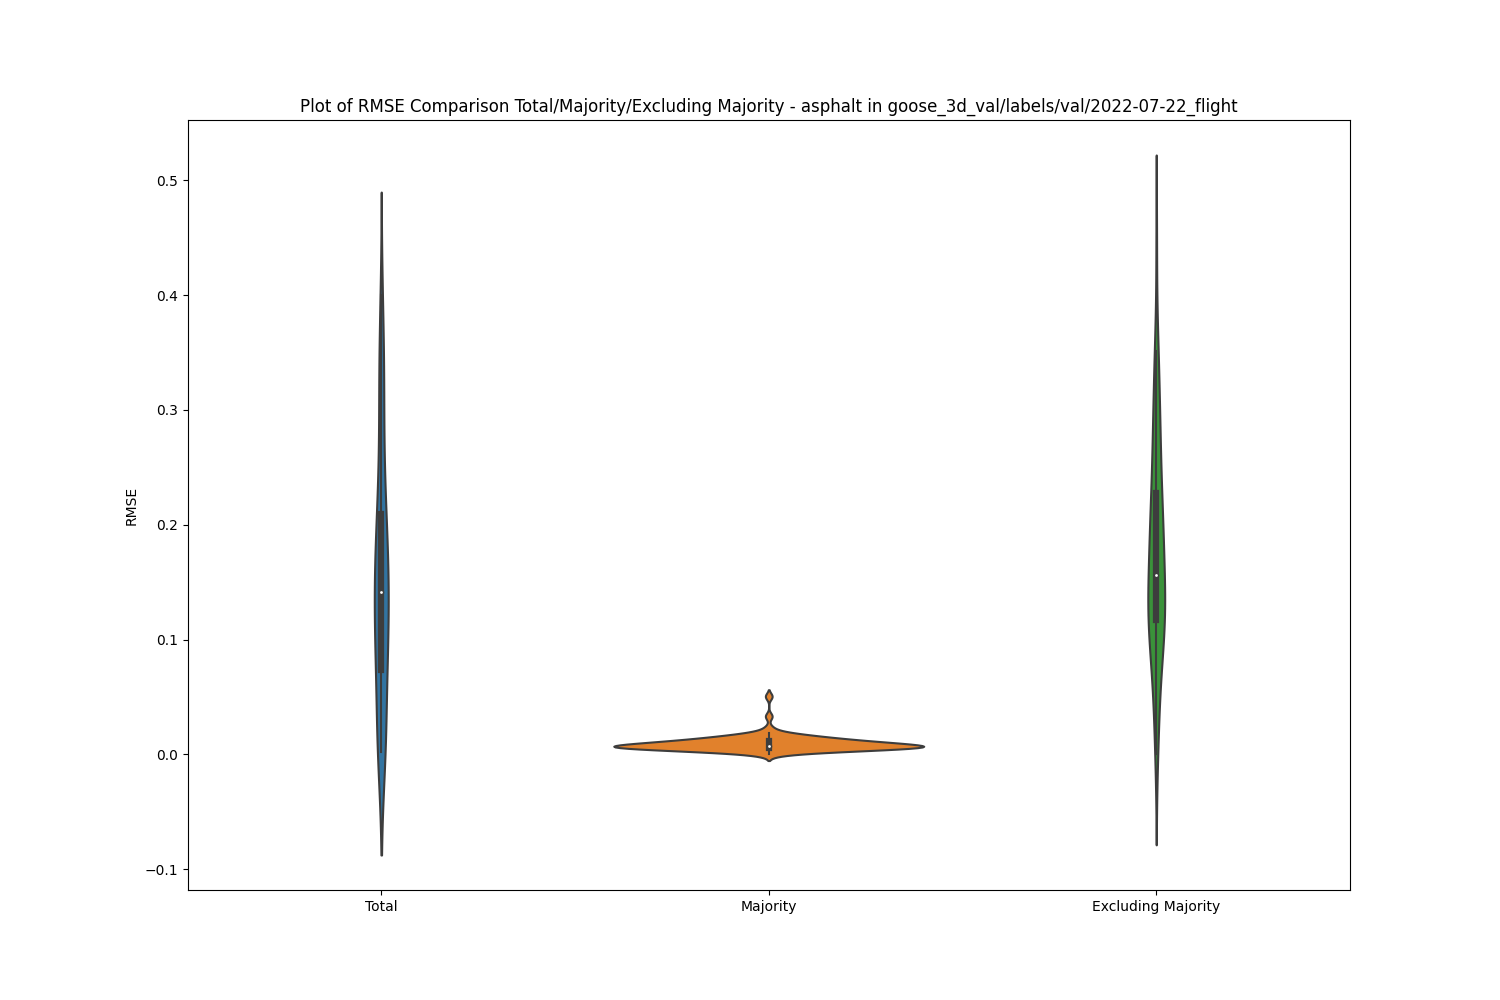 Plot of RMSE Comparison Total/Majority/Excluding Majority - asphalt in goose_3d_val/labels/val/2022-07-22_flight
0.5
0.4
0.3
RMSE
0.2
0.1
0.0
−0.1
Total
Majority
Excluding Majority